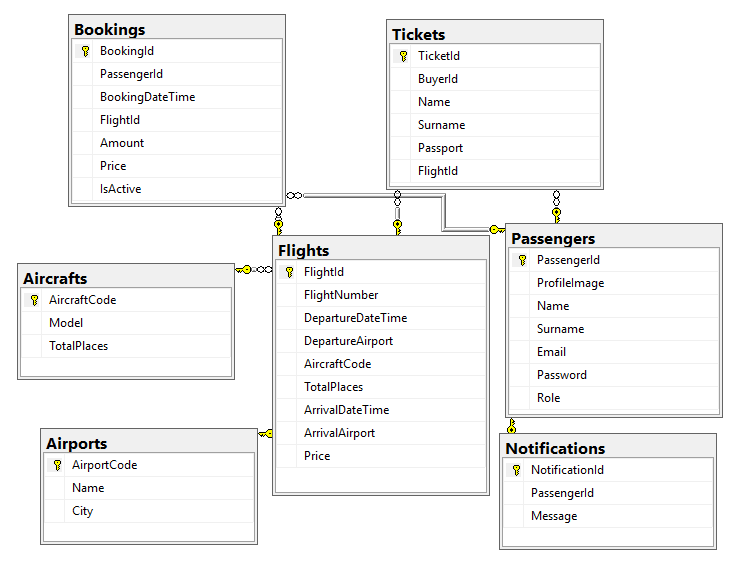 Bookings
BookingId
PassengerId
BookingDateTime
FlightId
Amount
Price
IsActive
Tickets
TicketId
BuyerId
Name
Surname
Passport
FlightId
Aircrafts
AircraftCode
Model
TotalPlaces
Flights
FlightId
FlightNumber
DepartureDateTime
DepartureAirport
AircraftCode
TotalPlaces
ArrivalDateTime
ArrivalAirport
Price
Passengers
PassengerId
ProfileImage
Name
Surname
Email
Password
Role
Airports
AirportCode
Name
City
Notifications
NotificationId
PassengerId
Message